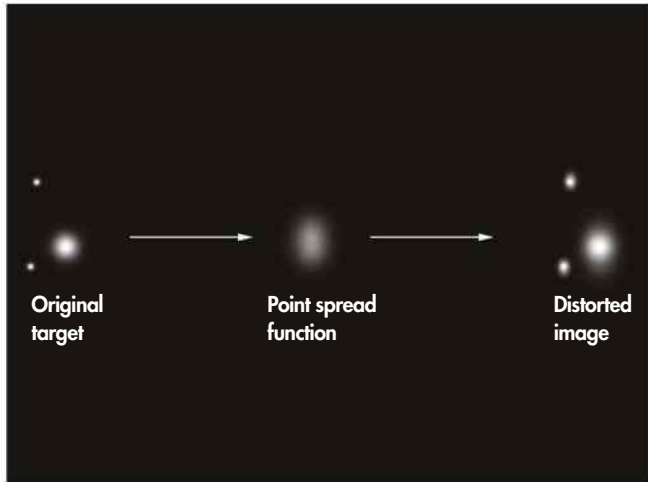 Original
target
Point spread
function
Distorted
image